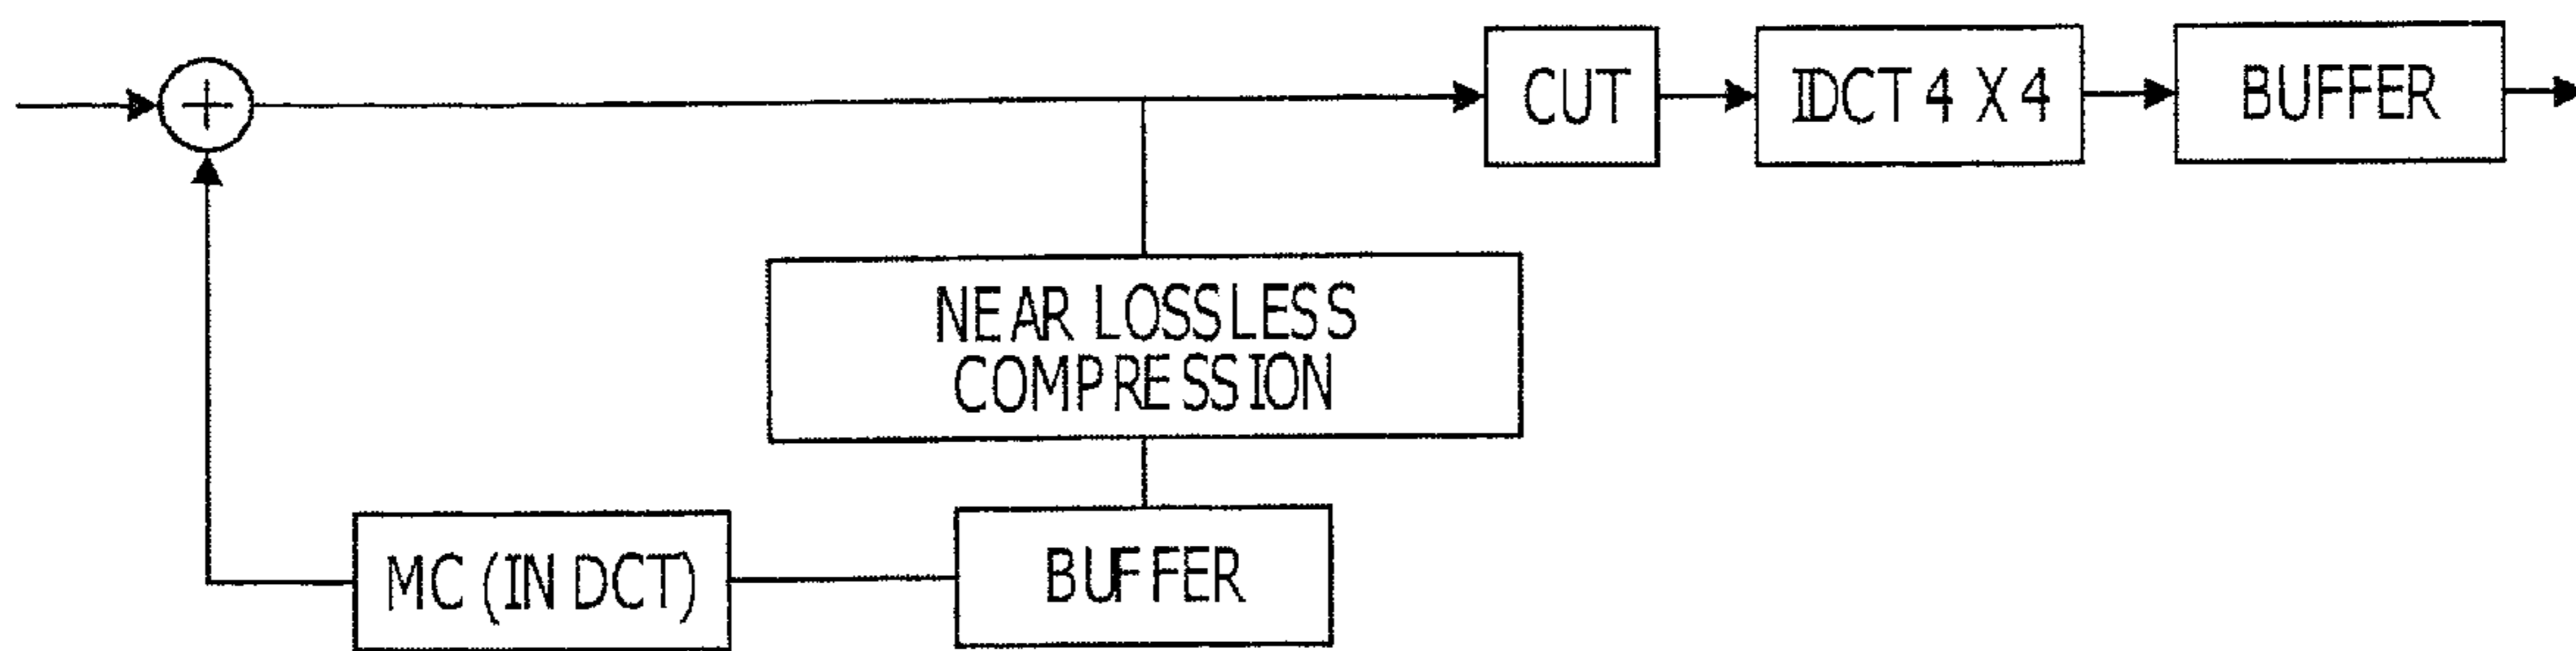 CUT
IDCT 4 X 4
BUFFER
NEAR LOSSLESS
COMPRESSION
MC (IN DCT)
BUFFER